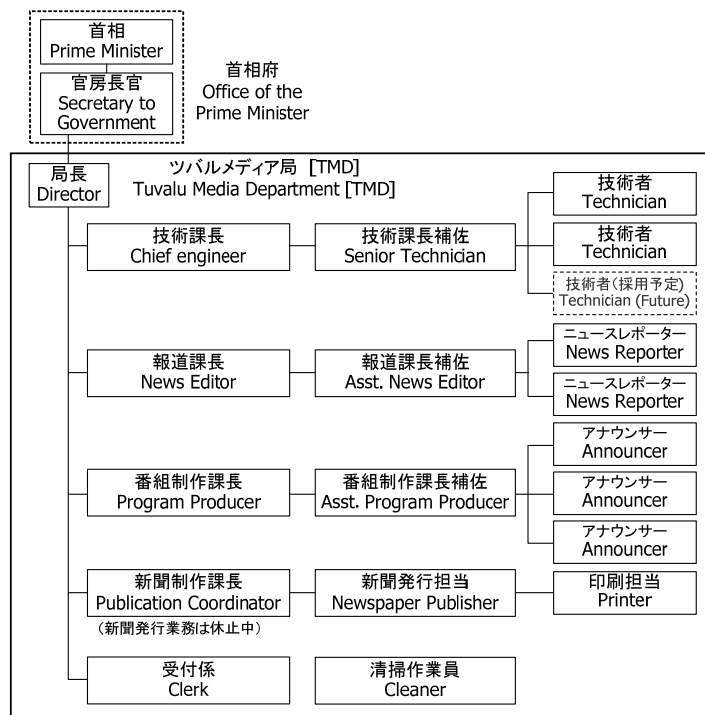 首相
Prime Minister
官房長官
Secretary to
Government
首相府
Office of the
Prime Minister
局長
Director
ツバルメディア局 [TMD]
Tuvalu Media Department [TMD]
技術課長
Chief engineer
技術課長補佐
Senior Technician
技術者
Technician
技術者
Technician
技術者(採用予定)
Technician (Future)
報道課長
News Editor
報道課長補佐
Asst. News Editor
ニュースレポーター
News Reporter
ニュースレポーター
News Reporter
番組制作課長
Program Producer
番組制作課長補佐
Asst. Program Producer
アナウンサー
Announcer
アナウンサー
Announcer
アナウンサー
Announcer
新聞制作課長
Publication Coordinator
(新聞発行業務は休止中)
新聞発行担当
Newspaper Publisher
印刷担当
Printer
受付係
Clerk
清掃作業員
Cleaner